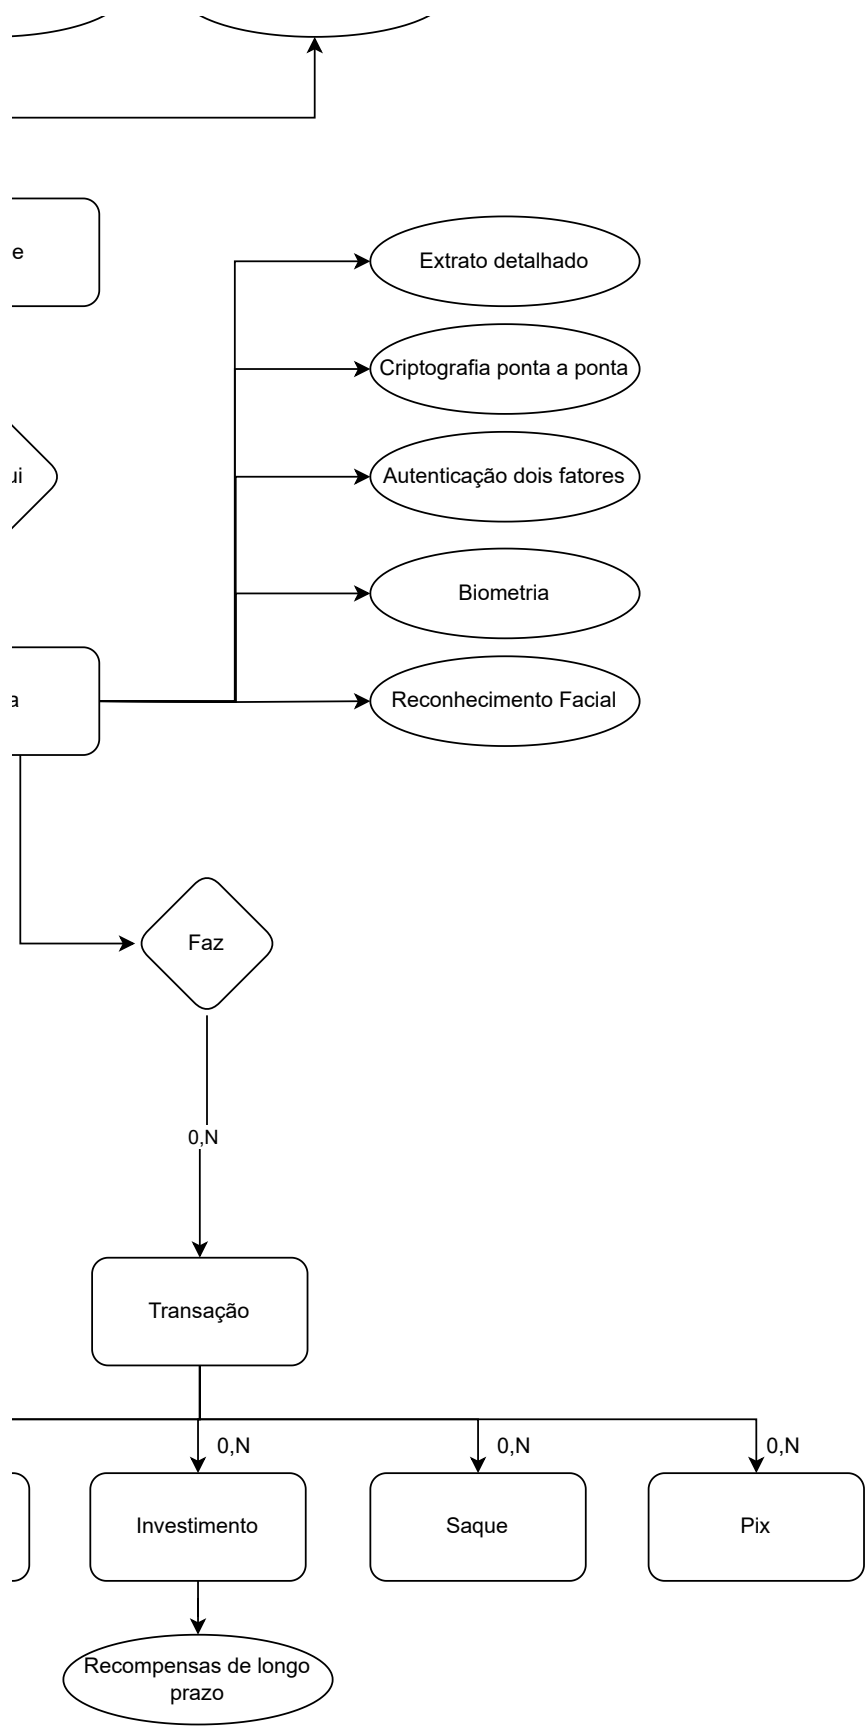 e
Extrato detalhado
Criptografia ponta a ponta
ui
Autenticação dois fatores
Biometria
a
Reconhecimento Facial
Faz
0,N
Transação
0,N
0,N
0,N
Investimento
Saque
Pix
Recompensas de longo
prazo